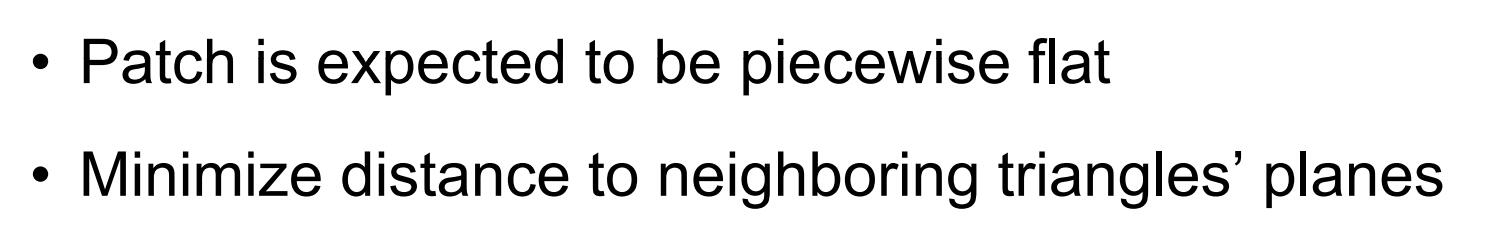 • Patch is expected to be piecewise flat
• Minimize distance to neighboring triangles’ planes